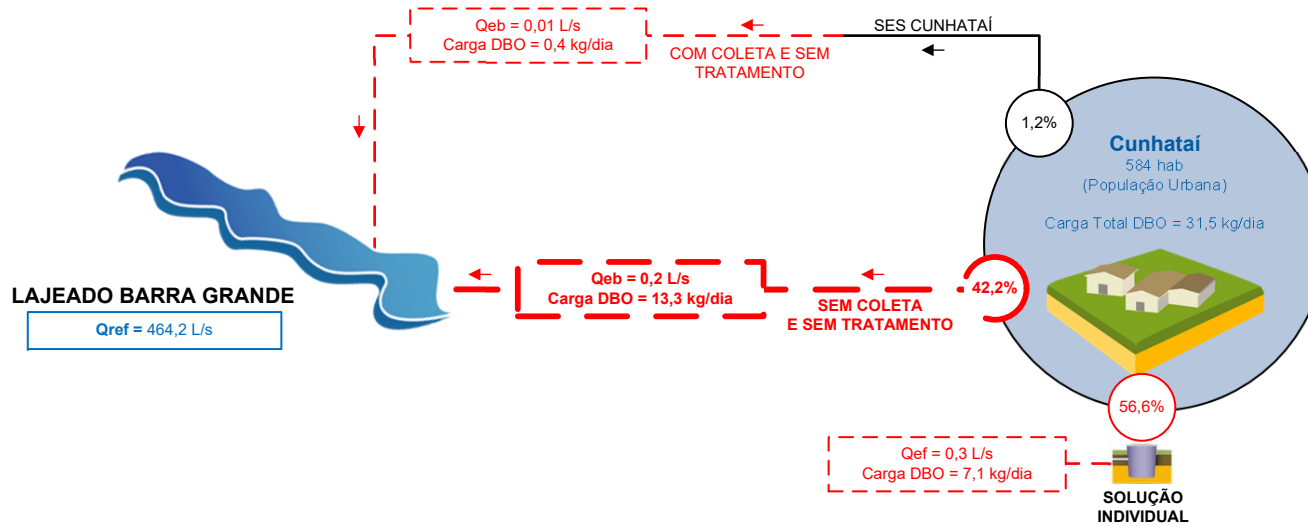 Qeb = 0,01 L/s
Carga DBO = 0,4 kg/dia
COM COLETA E SEM
TRATAMENTO
SES CUNHATAÍ
1,2%
Cunhataí
584 hab
(População Urbana)
Carga Total DBO = 31,5 kg/dia
LAJEADO BARRA GRANDE
Qref = 464,2 L/s
Qeb = 0,2 L/s
Carga DBO = 13,3 kg/dia
SEM COLETA
E SEM TRATAMENTO
42,2%
56,6%
Qef = 0,3 L/s
Carga DBO = 7,1 kg/dia
SOLUÇÃO
INDIVIDUAL